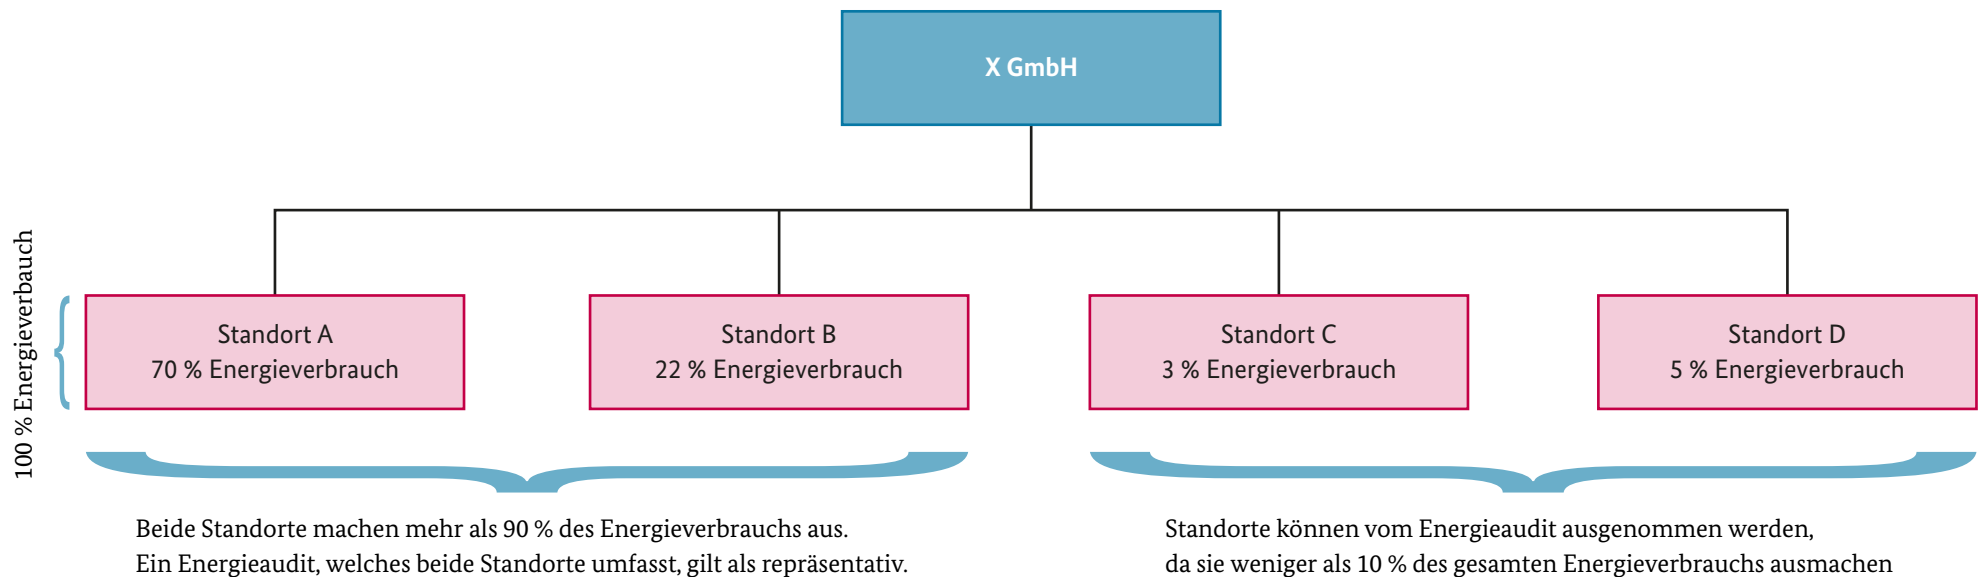 X GmbH
100 % Energieverbauch
Standort A
70 % Energieverbrauch
Standort B
22 % Energieverbrauch
Standort C
3 % Energieverbrauch
Standort D
5 % Energieverbrauch
Beide Standorte machen mehr als 90 % des Energieverbrauchs aus.
Ein Energieaudit, welches beide Standorte umfasst, gilt als repräsentativ.
Standorte können vom Energieaudit ausgenommen werden,
da sie weniger als 10 % des gesamten Energieverbrauchs ausmachen